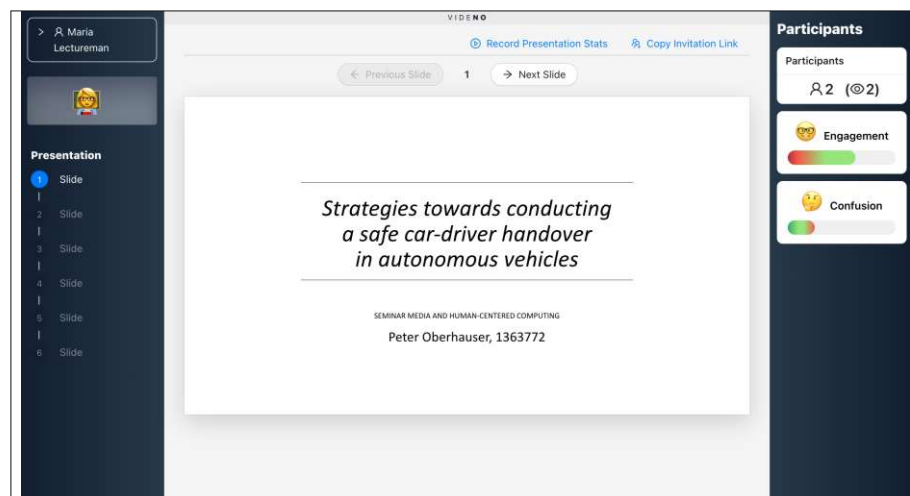 VIDENO
> Maria
Lectureman
Presentation
1 Slide
2 Slide
3 Slide
4 Slide
5 Slide
6 Slide
Record Presentation Stats
Copy Invitation Link
← Previous Slide 1 → Next Slide
Strategies towards conducting
a safe car-driver handover
in autonomous vehicles
SEMINAR MEDIA AND HUMAN-CENTERED COMPUTING
Peter Oberhauser, 1363772
Participants
Participants
2 (2)
Engagement
Confusion